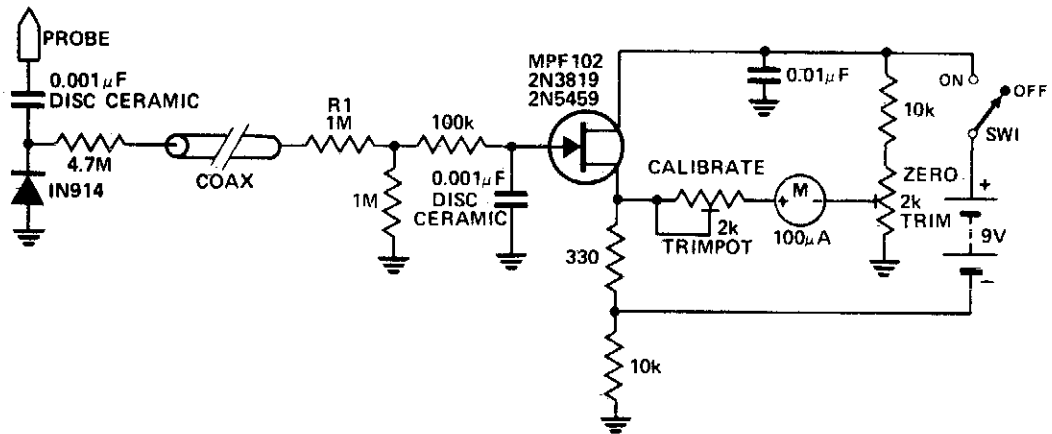 PROBE
0.001µF
DISC CERAMIC
4.7M
IN914
COAX
R1
1M
1M
100k
0.001µF
DISC
CERAMIC
MPF102
2N3819
2N5459
CALIBRATE
2k
TRIMPOT
330
10k
+ M −
100µA
0.01µF
10k
ZERO
2k
TRIM
ON
OFF
SWI
+
9V
−